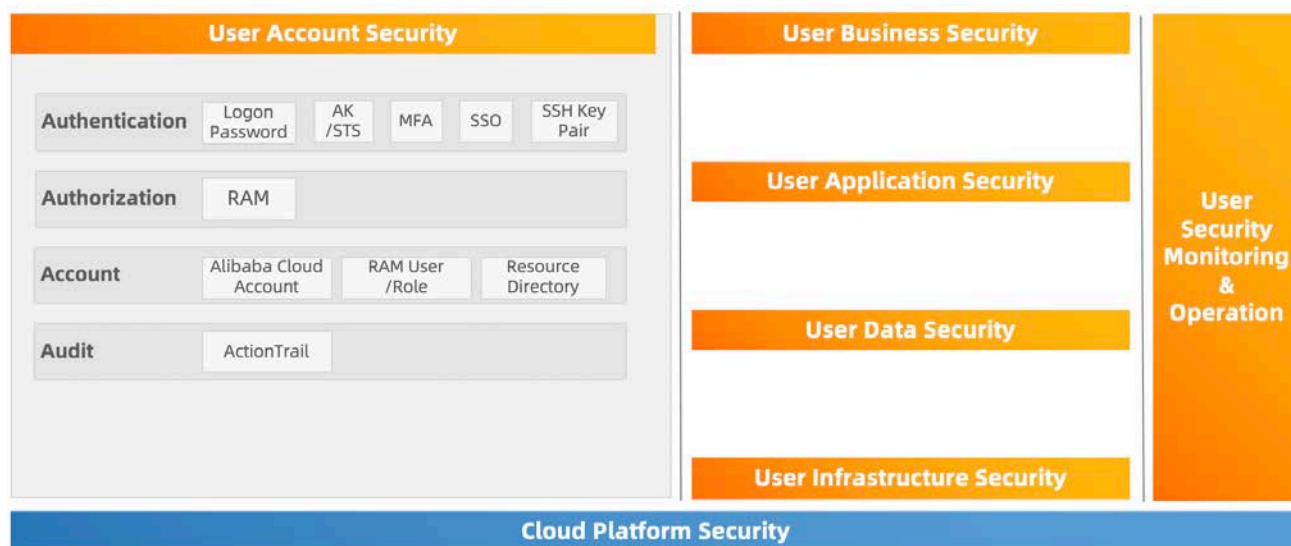 User Account Security
Authentication
Logon
Password
AK
/STS
MFA
SSO
SSH Key
Pair
Authorization
RAM
Account
Alibaba Cloud
Account
RAM User
/Role
Resource
Directory
Audit
ActionTrail
User Business Security
User Application Security
User Data Security
User Infrastructure Security
User
Security
Monitoring
&
Operation
Cloud Platform Security